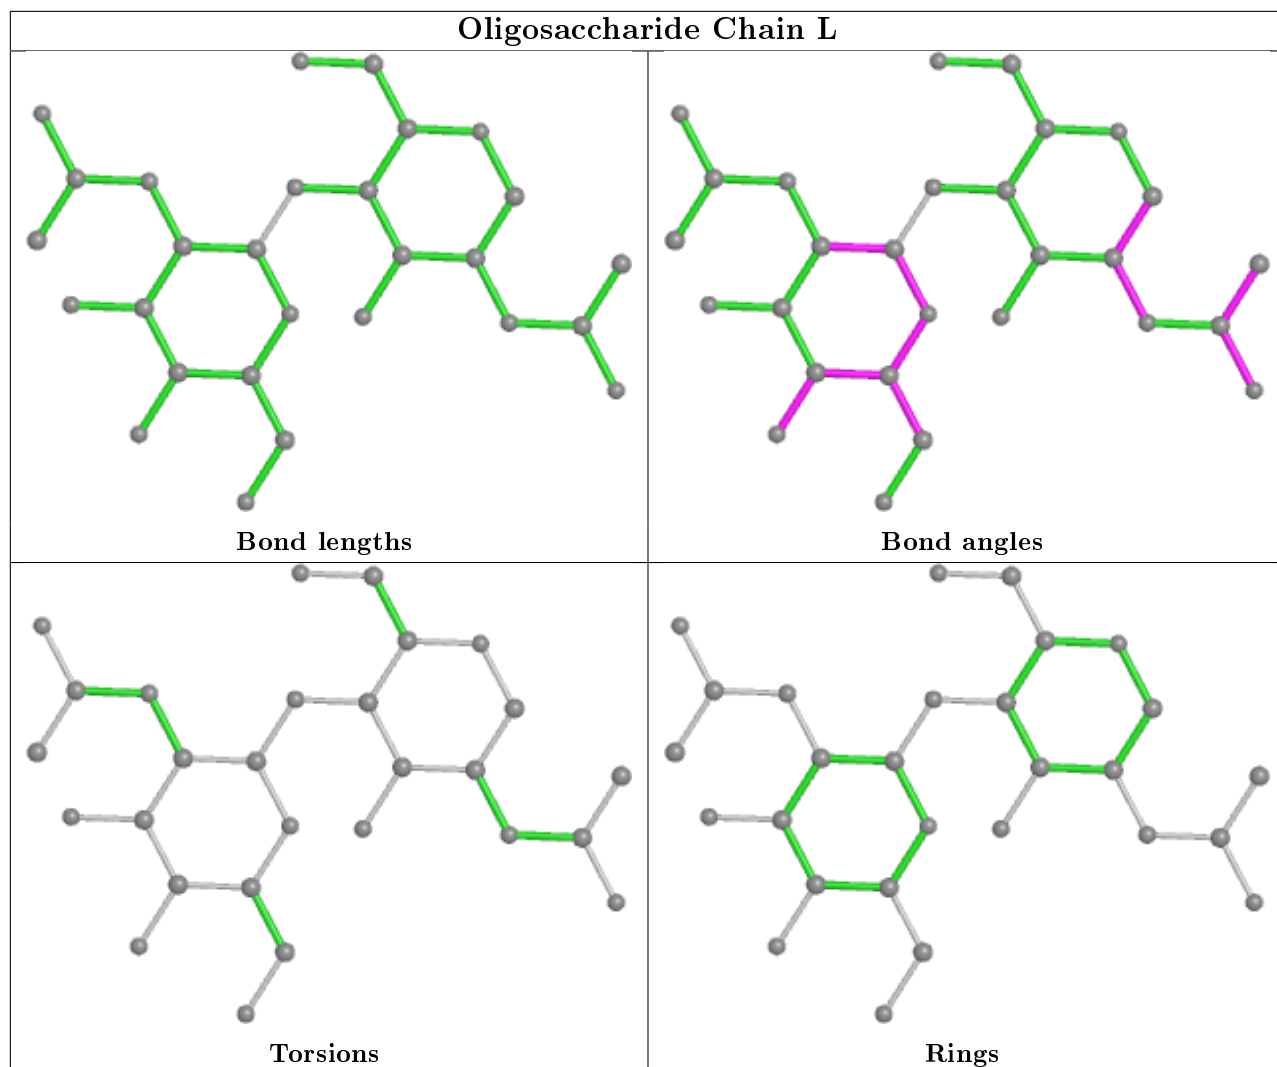 Oligosaccharide Chain L
Bond lengths
Bond angles
Torsions
Rings